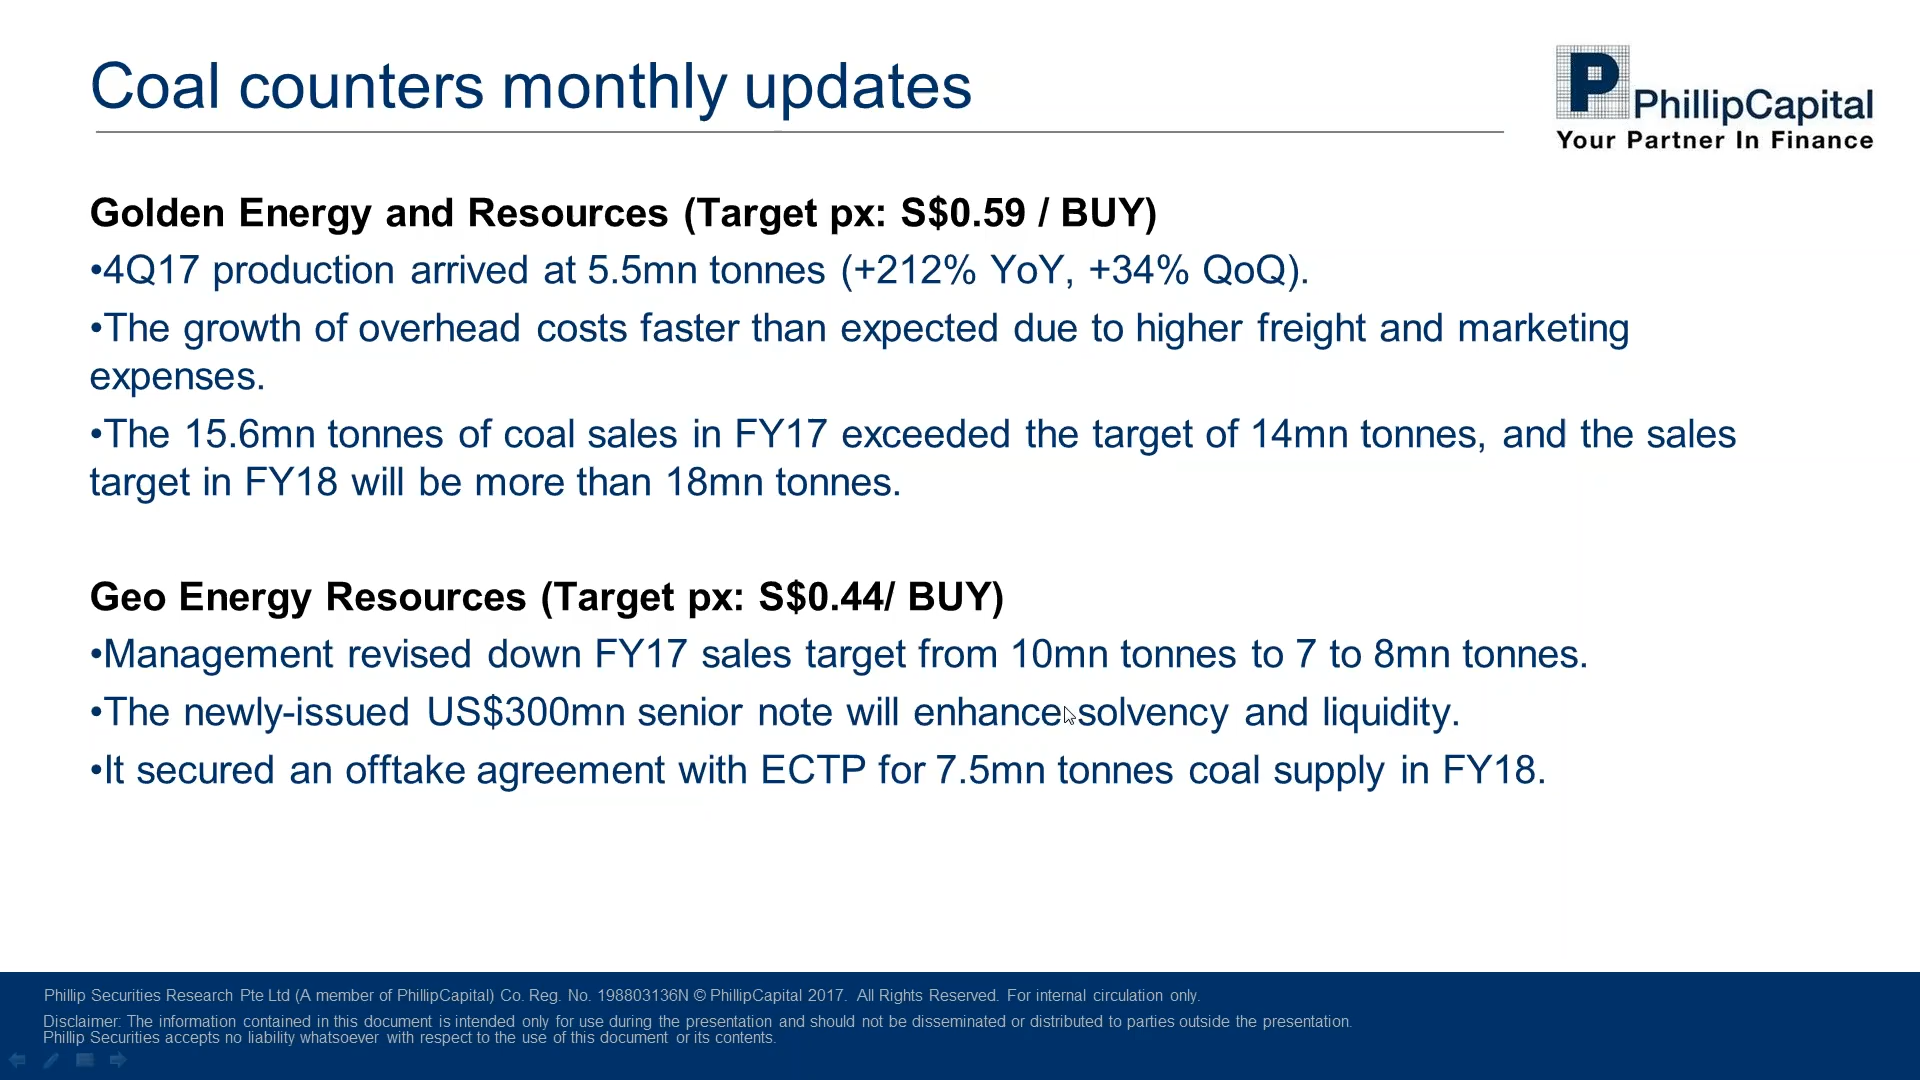 Coal counters monthly updates
P PhillipCapital
Your Partner In Finance
Golden Energy and Resources (Target px: S$0.59 / BUY)
•4Q17 production arrived at 5.5mn tonnes (+212% YoY, +34% QoQ).
•The growth of overhead costs faster than expected due to higher freight and marketing
expenses.
•The 15.6mn tonnes of coal sales in FY17 exceeded the target of 14mn tonnes, and the sales
target in FY18 will be more than 18mn tonnes.
Geo Energy Resources (Target px: S$0.44/ BUY)
•Management revised down FY17 sales target from 10mn tonnes to 7 to 8mn tonnes.
•The newly-issued US$300mn senior note will enhance solvency and liquidity.
•It secured an offtake agreement with ECTP for 7.5mn tonnes coal supply in FY18.
Phillip Securities Research Pte Ltd (A member of PhillipCapital) Co. Reg. No. 198803136N © PhillipCapital 2017. All Rights Reserved. For internal circulation only.
Disclaimer: The information contained in this document is intended only for use during the presentation and should not be disseminated or distributed to parties outside the presentation.
Phillip Securities accepts no liability whatsoever with respect to the use of this document or its contents.